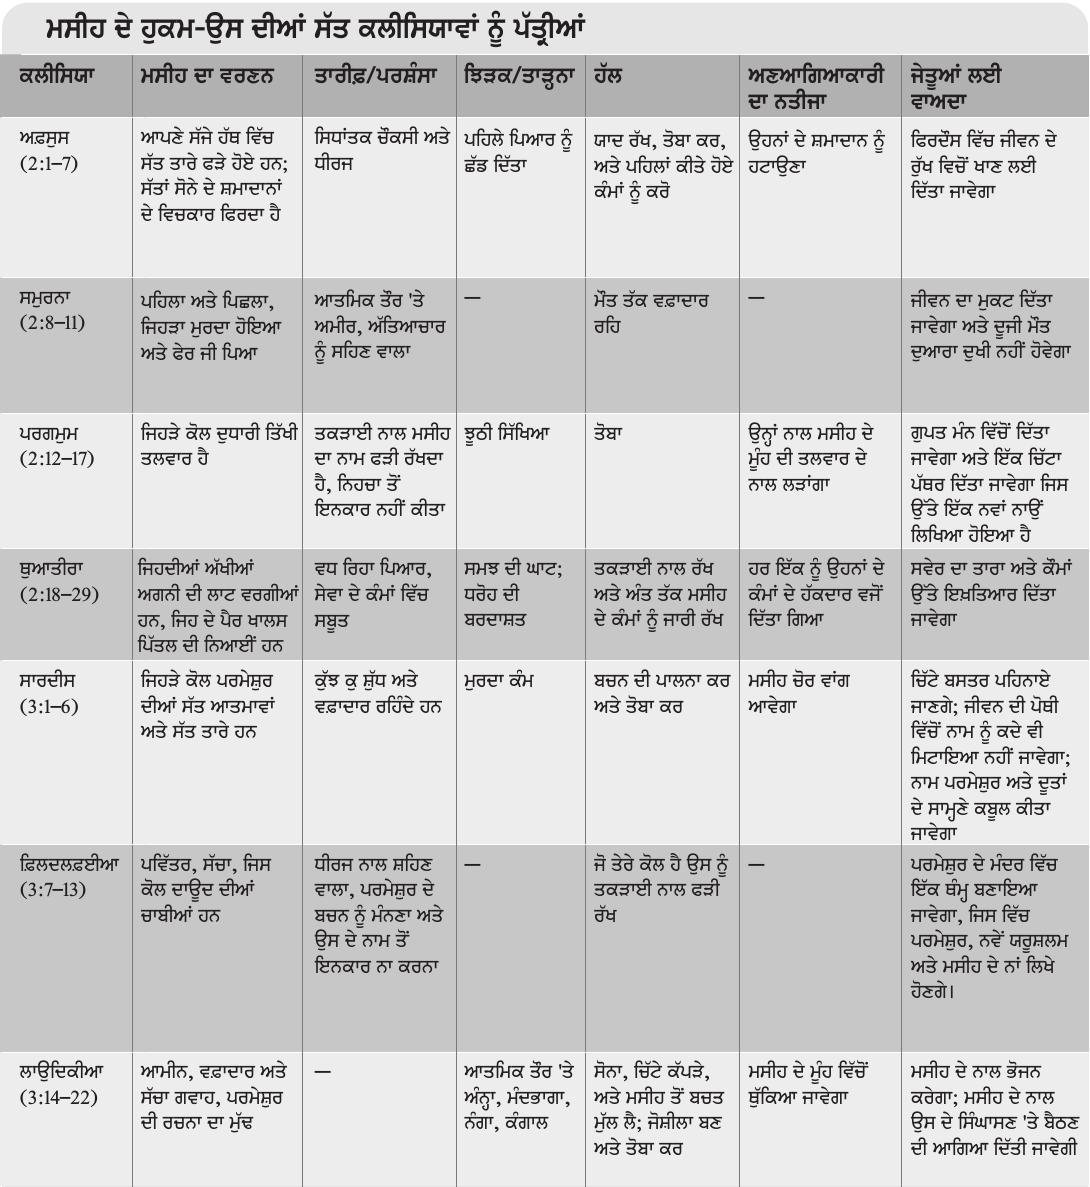 ਮਸੀਹ ਦੇ ਹੁਕਮ-ਉਸ ਦੀਆਂ ਸੱਤ ਕਲੀਸਿਯਾਵਾਂ ਨੂੰ ਪੱਤ੍ਰੀਆਂ
ਕਲੀਸਿਯਾ
ਮਸੀਹ ਦਾ ਵਰਣਨ
ਤਾਰੀਫ਼/ਪਰਸ਼ੰਸਾ
ਝਿੜਕ/ਤਾੜ੍ਹਨਾ
ਹੱਲ
ਅਣਆਗਿਆਕਾਰੀ
ਦਾ ਨਤੀਜਾ
ਜੇਤੂਆਂ ਲਈ
ਵਾਅਦਾ
ਅਫ਼ਸੁਸ
(2:1–7)
ਆਪਣੇ ਸੱਜੇ ਹੱਥ ਵਿੱਚ
ਸੱਤ ਤਾਰੇ ਫੜੇ ਹੋਏ ਹਨ;
ਸੱਤਾਂ ਸੋਨੇ ਦੇ ਸ਼ਮਾਦਾਨਾਂ
ਦੇ ਵਿਚਕਾਰ ਫਿਰਦਾ ਹੈ
ਸਿਧਾਂਤਕ ਚੌਕਸੀ ਅਤੇ
ਧੀਰਜ
ਪਹਿਲੇ ਪਿਆਰ ਨੂੰ
ਛੱਡ ਦਿੱਤਾ
ਯਾਦ ਰੱਖ, ਤੋਬਾ ਕਰ,
ਅਤੇ ਪਹਿਲਾਂ ਕੀਤੇ ਹੋਏ
ਕੰਮਾਂ ਨੂੰ ਕਰੋ
ਉਹਨਾਂ ਦੇ ਸ਼ਮਾਦਾਨ ਨੂੰ
ਹਟਾਉਣਾ
ਫਿਰਦੌਸ ਵਿੱਚ ਜੀਵਨ ਦੇ
ਰੁੱਖ ਵਿਚੋਂ ਖਾਣ ਲਈ
ਦਿੱਤਾ ਜਾਵੇਗਾ
ਸਮੁਰਨਾ
(2:8–11)
ਪਹਿਲਾ ਅਤੇ ਪਿਛਲਾ,
ਜਿਹੜਾ ਮੁਰਦਾ ਹੋਇਆ
ਅਤੇ ਫੇਰ ਜੀ ਪਿਆ
ਆਤਮਿਕ ਤੌਰ 'ਤੇ
ਅਮੀਰ, ਅੱਤਿਆਚਾਰ
ਨੂੰ ਸਹਿਣ ਵਾਲਾ
—
ਮੌਤ ਤੱਕ ਵਫ਼ਾਦਾਰ
ਰਹਿ
—
ਜੀਵਨ ਦਾ ਮੁਕਟ ਦਿੱਤਾ
ਜਾਵੇਗਾ ਅਤੇ ਦੂਜੀ ਮੌਤ
ਦੁਆਰਾ ਦੁਖੀ ਨਹੀਂ ਹੋਵੇਗਾ
ਪਰਗਮੁਮ
(2:12–17)
ਜਿਹੜੇ ਕੋਲ ਦੁਧਾਰੀ ਤਿੱਖੀ
ਤਲਵਾਰ ਹੈ
ਤਕੜਾਈ ਨਾਲ ਮਸੀਹ
ਦਾ ਨਾਮ ਫੜੀ ਰੱਖਦਾ
ਹੈ, ਨਿਹਚਾ ਤੋਂ
ਇਨਕਾਰ ਨਹੀਂ ਕੀਤਾ
ਝੂਠੀ ਸਿੱਖਿਆ
ਤੋਬਾ
ਉਨ੍ਹਾਂ ਨਾਲ ਮਸੀਹ ਦੇ
ਮੂੰਹ ਦੀ ਤਲਵਾਰ ਦੇ
ਨਾਲ ਲੜਾਂਗਾ
ਗੁਪਤ ਮੰਨ ਵਿੱਚੋਂ ਦਿੱਤਾ
ਜਾਵੇਗਾ ਅਤੇ ਇੱਕ ਚਿੱਟਾ
ਪੱਥਰ ਦਿੱਤਾ ਜਾਵੇਗਾ ਜਿਸ
ਉੱਤੇ ਇੱਕ ਨਵਾਂ ਨਾਉਂ
ਲਿਖਿਆ ਹੋਇਆ ਹੈ
ਥੁਆਤੀਰਾ
(2:18–29)
ਜਿਹਦੀਆਂ ਅੱਖੀਆਂ
ਅਗਨੀ ਦੀ ਲਾਟ ਵਰਗੀਆਂ
ਹਨ, ਜਿਹ ਦੇ ਪੈਰ ਖਾਲਸ
ਪਿੱਤਲ ਦੀ ਨਿਆਈਂ ਹਨ
ਵਧ ਰਿਹਾ ਪਿਆਰ,
ਸੇਵਾ ਦੇ ਕੰਮਾਂ ਵਿੱਚ
ਸਬੂਤ
ਸਮਝ ਦੀ ਘਾਟ;
ਧਰੋਹ ਦੀ
ਬਰਦਾਸ਼ਤ
ਤਕੜਾਈ ਨਾਲ ਰੱਖ
ਅਤੇ ਅੰਤ ਤੱਕ ਮਸੀਹ
ਦੇ ਕੰਮਾਂ ਨੂੰ ਜਾਰੀ ਰੱਖ
ਹਰ ਇੱਕ ਨੂੰ ਉਹਨਾਂ ਦੇ
ਕੰਮਾਂ ਦੇ ਹੱਕਦਾਰ ਵਜੋਂ
ਦਿੱਤਾ ਗਿਆ
ਸਵੇਰ ਦਾ ਤਾਰਾ ਅਤੇ ਕੌਮਾਂ
ਉੱਤੇ ਇਖ਼ਤਿਆਰ ਦਿੱਤਾ
ਜਾਵੇਗਾ
ਸਾਰਦੀਸ
(3:1–6)
ਜਿਹੜੇ ਕੋਲ ਪਰਮੇਸ਼ੁਰ
ਦੀਆਂ ਸੱਤ ਆਤਮਾਵਾਂ
ਅਤੇ ਸੱਤ ਤਾਰੇ ਹਨ
ਕੁੱਝ ਕੁ ਸ਼ੁੱਧ ਅਤੇ
ਵਫ਼ਾਦਾਰ ਰਹਿੰਦੇ ਹਨ
ਮੁਰਦਾ ਕੰਮ
ਬਚਨ ਦੀ ਪਾਲਨਾ ਕਰ
ਅਤੇ ਤੋਬਾ ਕਰ
ਮਸੀਹ ਚੋਰ ਵਾਂਗ
ਆਵੇਗਾ
ਚਿੱਟੇ ਬਸਤਰ ਪਹਿਨਾਏ
ਜਾਣਗੇ; ਜੀਵਨ ਦੀ ਪੋਥੀ
ਵਿੱਚੋਂ ਨਾਮ ਨੂੰ ਕਦੇ ਵੀ
ਮਿਟਾਇਆ ਨਹੀਂ ਜਾਵੇਗਾ;
ਨਾਮ ਪਰਮੇਸ਼ੁਰ ਅਤੇ ਦੂਤਾਂ
ਦੇ ਸਾਮ੍ਹਣੇ ਕਬੂਲ ਕੀਤਾ
ਜਾਵੇਗਾ
ਫ਼ਿਲਦਲਫ਼ਈਆ
(3:7–13)
ਪਵਿੱਤਰ, ਸੱਚਾ, ਜਿਸ
ਕੋਲ ਦਾਊਦ ਦੀਆਂ
ਚਾਬੀਆਂ ਹਨ
ਧੀਰਜ ਨਾਲ ਸ਼ਹਿਣ
ਵਾਲਾ, ਪਰਮੇਸ਼ੁਰ ਦੇ
ਬਚਨ ਨੂੰ ਮੰਨਣਾ ਅਤੇ
ਉਸ ਦੇ ਨਾਮ ਤੋਂ
ਇਨਕਾਰ ਨਾ ਕਰਨਾ
—
ਜੋ ਤੇਰੇ ਕੋਲ ਹੈ ਉਸ ਨੂੰ
ਤਕੜਾਈ ਨਾਲ ਫੜੀ
ਰੱਖ
—
ਪਰਮੇਸ਼ੁਰ ਦੇ ਮੰਦਰ ਵਿੱਚ
ਇੱਕ ਥੰਮ੍ਹ ਬਣਾਇਆ
ਜਾਵੇਗਾ, ਜਿਸ ਵਿੱਚ
ਪਰਮੇਸ਼ੁਰ, ਨਵੇਂ ਯਰੂਸ਼ਲਮ
ਅਤੇ ਮਸੀਹ ਦੇ ਨਾਂ ਲਿਖੇ
ਹੋਣਗੇ।
ਲਾਉਦਿਕੀਆ
(3:14–22)
ਆਮੀਨ, ਵਫ਼ਾਦਾਰ ਅਤੇ
ਸੱਚਾ ਗਵਾਹ, ਪਰਮੇਸ਼ੁਰ
ਦੀ ਰਚਨਾ ਦਾ ਮੁੱਢ
—
ਆਤਮਿਕ ਤੌਰ 'ਤੇ
ਅੰਨ੍ਹਾ, ਮੰਦਭਾਗਾ,
ਨੰਗਾ, ਕੰਗਾਲ
ਸੋਨਾ, ਚਿੱਟੇ ਕੱਪੜੇ,
ਅਤੇ ਮਸੀਹ ਤੋਂ ਬਚਤ
ਮੁੱਲ ਲੈ; ਜੋਸ਼ੀਲਾ ਬਣ
ਅਤੇ ਤੋਬਾ ਕਰ
ਮਸੀਹ ਦੇ ਮੂੰਹ ਵਿੱਚੋਂ
ਥੁੱਕਿਆ ਜਾਵੇਗਾ
ਮਸੀਹ ਦੇ ਨਾਲ ਭੋਜਨ
ਕਰੇਗਾ; ਮਸੀਹ ਦੇ ਨਾਲ
ਉਸ ਦੇ ਸਿੰਘਾਸਣ 'ਤੇ ਬੈਠਣ
ਦੀ ਆਗਿਆ ਦਿੱਤੀ ਜਾਵੇਗੀ